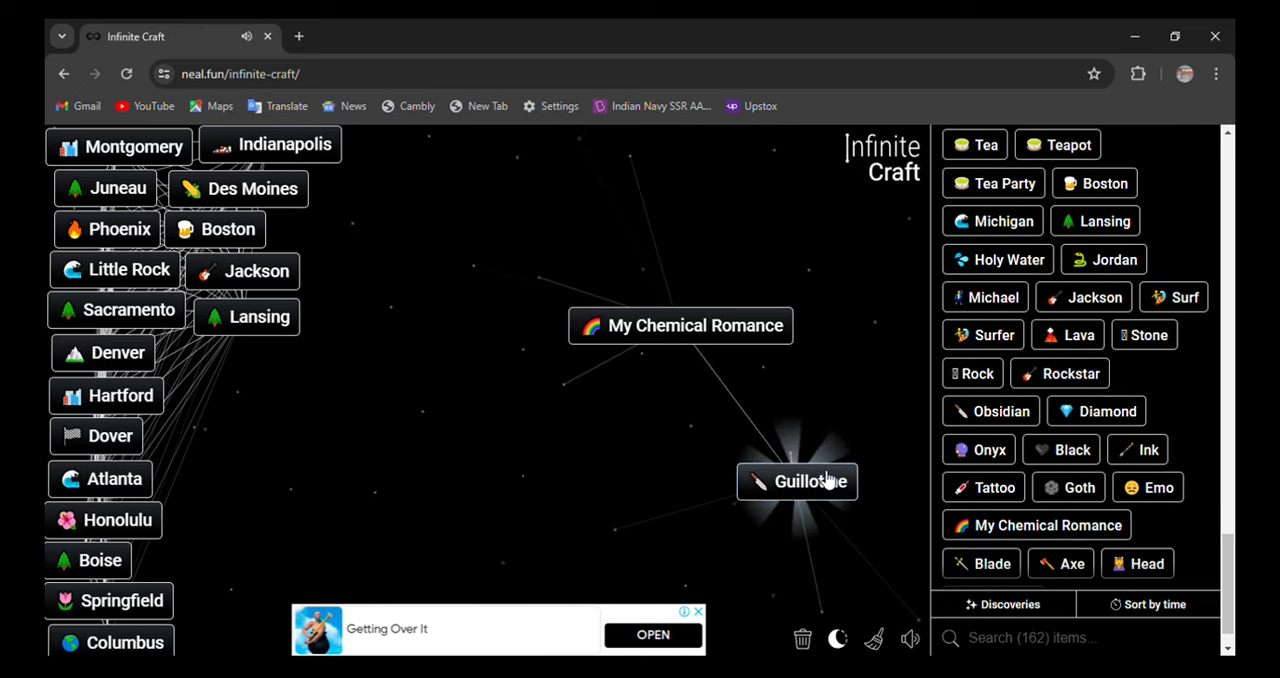 Infinite Craft
neal.fun/infinite-craft/
Gmail YouTube Maps Translate News Cambly New Tab Settings Indian Navy SSR AA... Upstox
Montgomery Indianapolis
Juneau Des Moines
Phoenix Boston
Little Rock Jackson
Sacramento Lansing
Denver
Hartford
Dover
Atlanta
Honolulu
Boise
Springfield
Columbus
My Chemical Romance
Guillotine
Infinite
Craft
Getting Over It OPEN
Tea Teapot
Tea Party Boston
Michigan Lansing
Holy Water Jordan
Michael Jackson Surf
Surfer Lava Stone
Rock Rockstar
Obsidian Diamond
Onyx Black Ink
Tattoo Goth Emo
My Chemical Romance
Blade Axe Head
Discoveries Sort by time
Search (162) items...